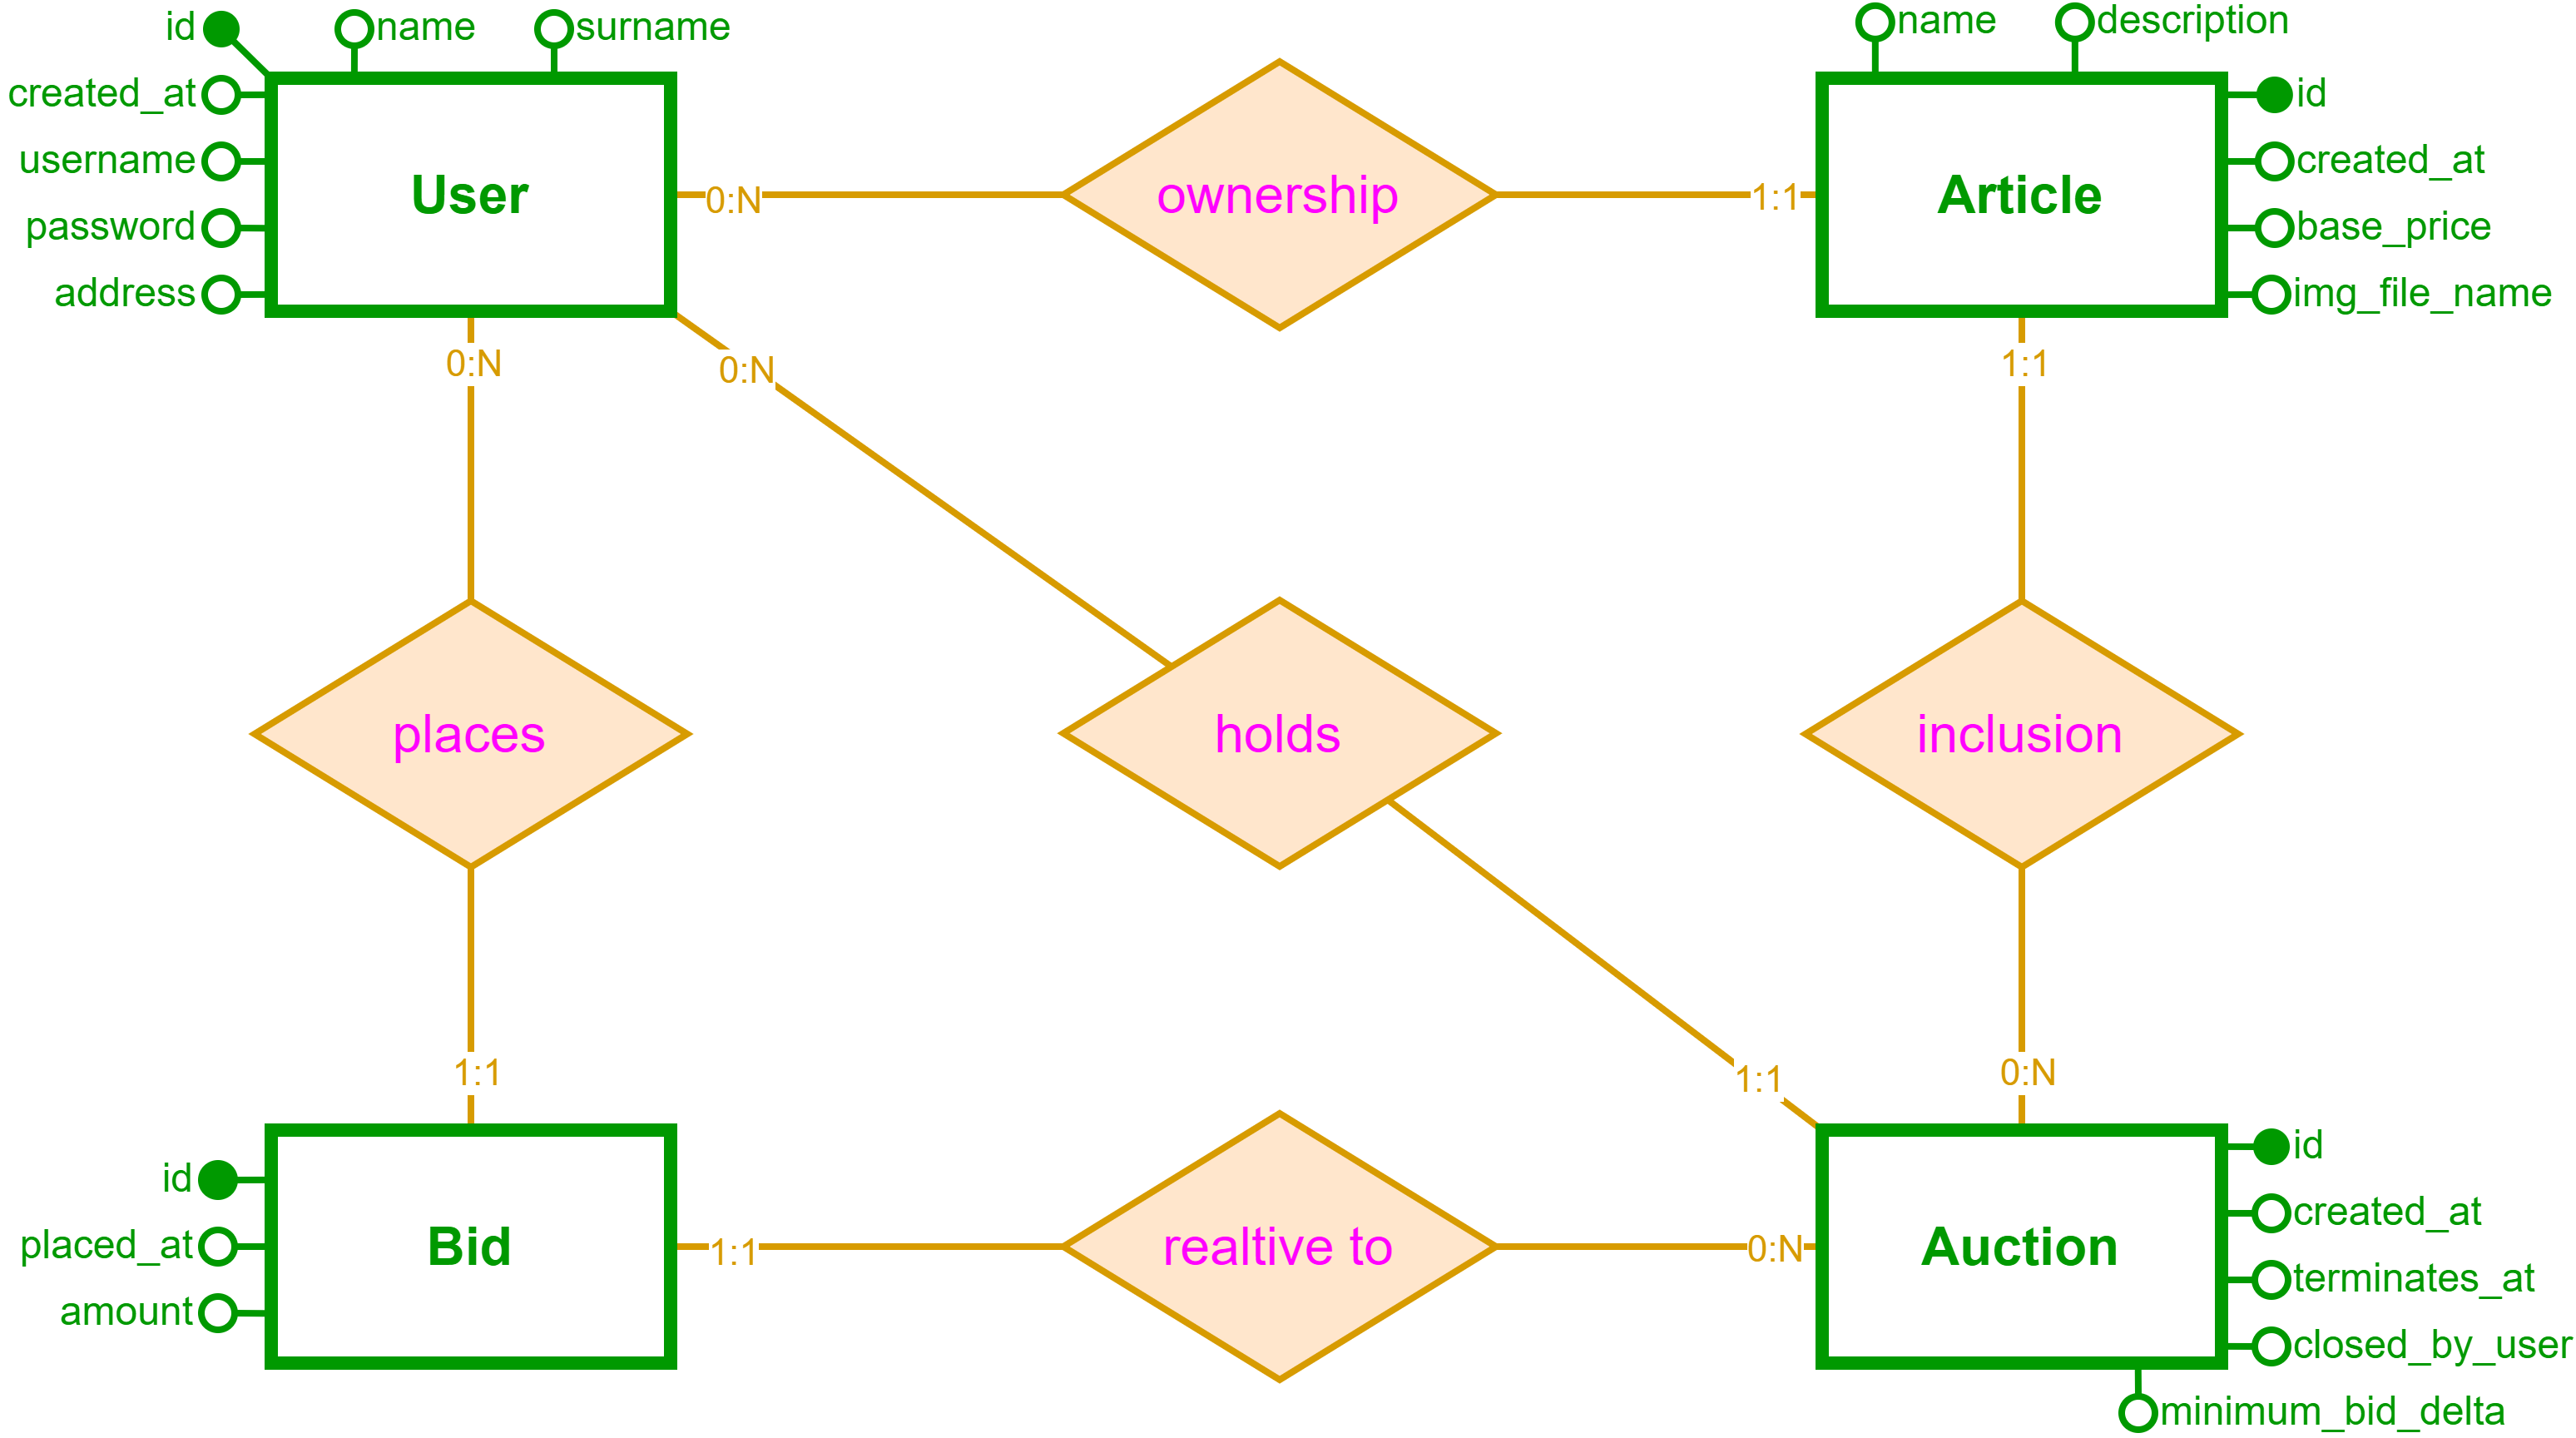 id
name
surname
name
description
created_at
id
username
created_at
User
0:N
ownership
1:1
Article
password
base_price
address
img_file_name
0:N
0:N
1:1
places
holds
inclusion
1:1
1:1
0:N
id
id
placed_at
created_at
Bid
1:1
realtive to
0:N
Auction
terminates_at
amount
closed_by_user
minimum_bid_delta